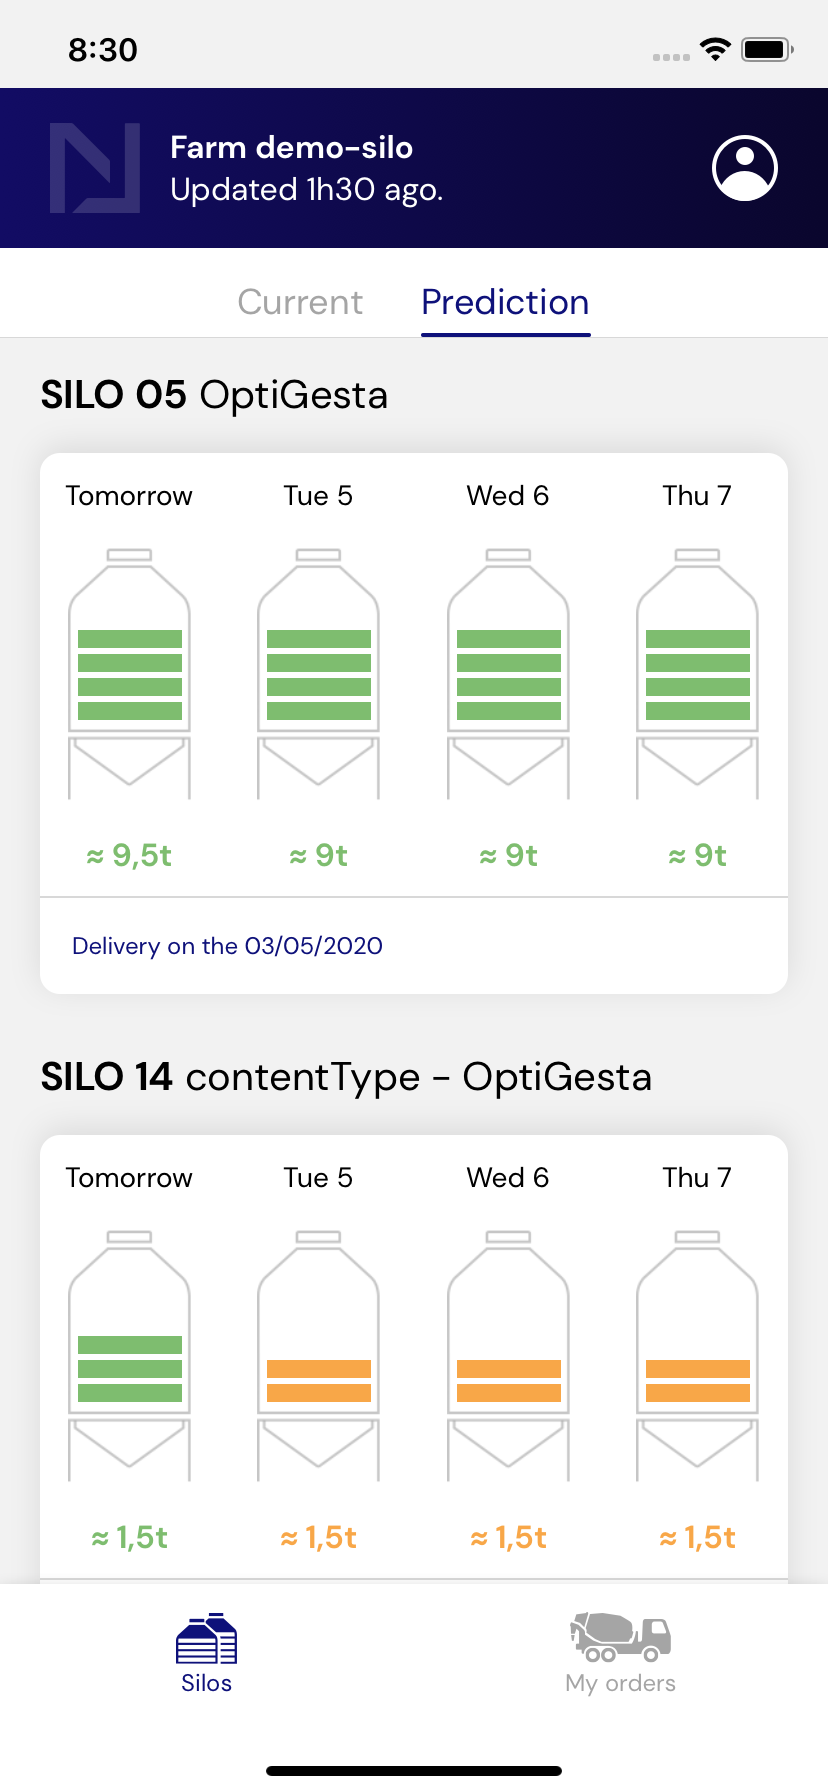 8:30
Farm demo-silo
Updated 1h30 ago.
Current Prediction
SILO 05 OptiGesta
Tomorrow Tue 5 Wed 6 Thu 7
≈ 9,5t ≈ 9t ≈ 9t ≈ 9t
Delivery on the 03/05/2020
SILO 14 contentType - OptiGesta
Tomorrow Tue 5 Wed 6 Thu 7
≈ 1,5t ≈ 1,5t ≈ 1,5t ≈ 1,5t
Silos My orders